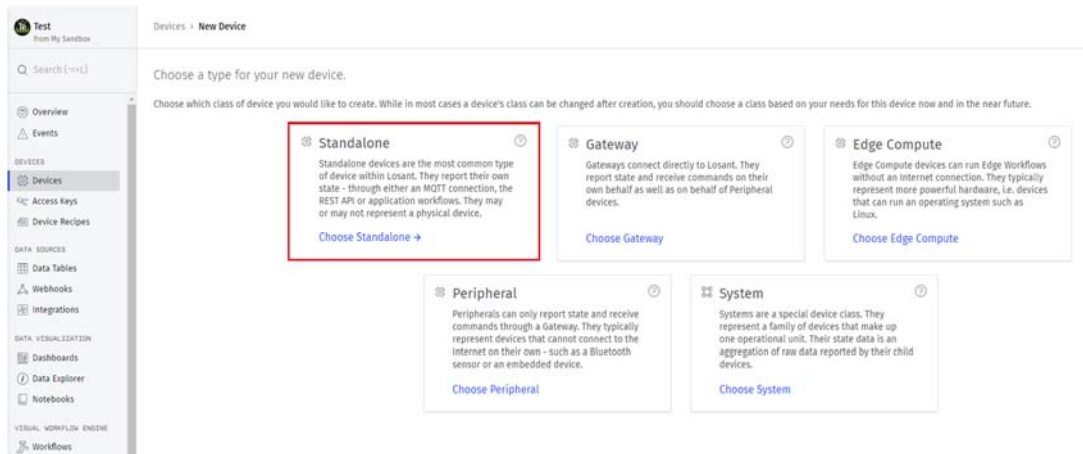 Test
from My Sandbox
Devices › New Device
Search
Overview
Events
DEVICES
Devices
Access Keys
Device Recipes
DATA SOURCES
Data Tables
Webhooks
Integrations
DATA VISUALIZATION
Dashboards
Data Explorer
Notebooks
VISUAL WORKFLOW ENGINE
Workflows
Choose a type for your new device.
Choose which class of device you would like to create. While in most cases a device's class can be changed after creation, you should choose a class based on your needs for this device now and in the near future.
Standalone
Standalone devices are the most common type
of device within Losant. They report their own
state - through either an MQTT connection, the
REST API or application workflows. They may
or may not represent a physical device.
Choose Standalone →
Gateway
Gateways connect directly to Losant. They
report state and receive commands on their
own behalf as well as on behalf of Peripheral
devices.
Choose Gateway
Edge Compute
Edge Compute devices can run Edge Workflows
without an Internet connection. They typically
represent more powerful hardware, i.e. devices
that can run an operating system such as
Linux.
Choose Edge Compute
Peripheral
Peripherals can only report state and receive
commands through a Gateway. They typically
represent devices that cannot connect to the
Internet on their own - such as a Bluetooth
sensor or an embedded device.
Choose Peripheral
System
Systems are a special device class. They
represent a family of devices that make up
one operational unit. Their state data is an
aggregation of raw data reported by their child
devices.
Choose System